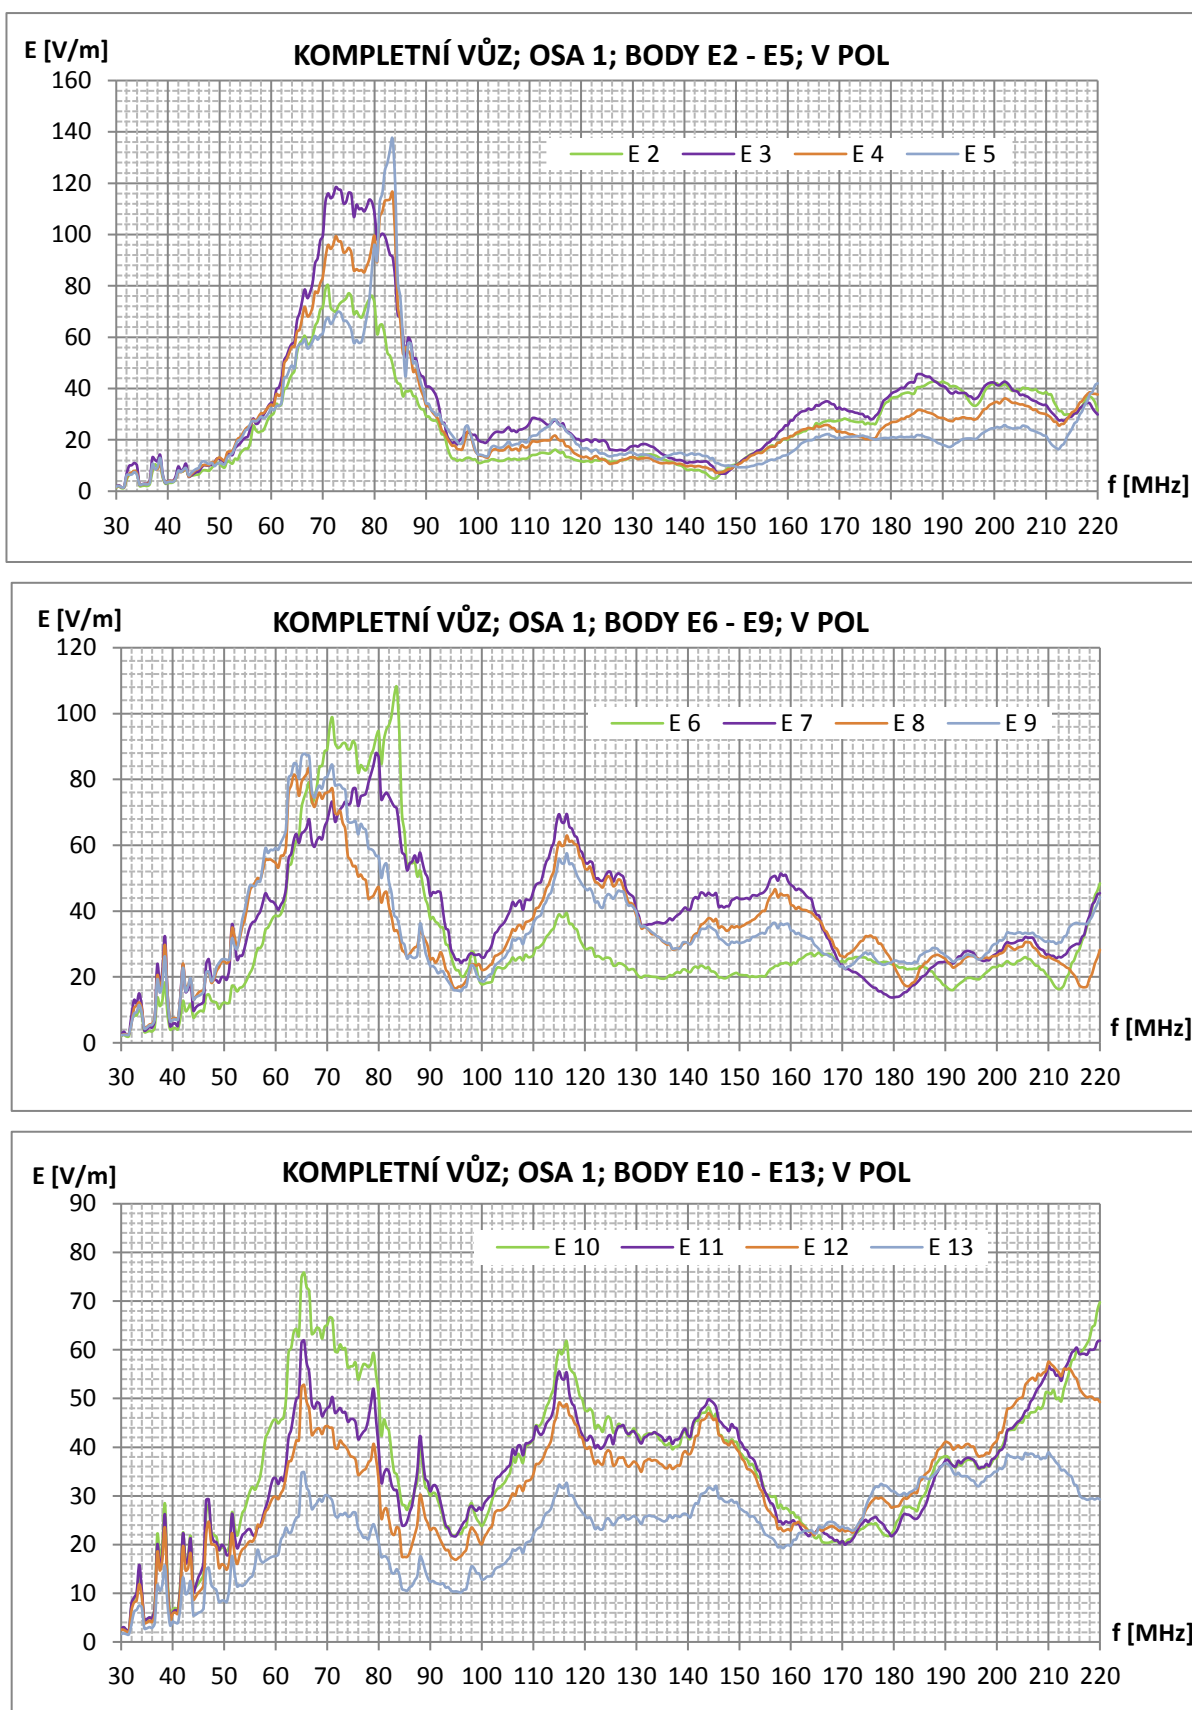 E [V/m]
KOMPLETNÍ VŮZ; OSA 1; BODY E2 - E5; V POL
160
140
E 2 E 3 E 4 E 5
120
100
80
60
40
20
0
f [MHz]
30 40 50 60 70 80 90 100 110 120 130 140 150 160 170 180 190 200 210 220
E [V/m]
KOMPLETNÍ VŮZ; OSA 1; BODY E6 - E9; V POL
120
100
E 6 E 7 E 8 E 9
80
60
40
20
0
f [MHz]
30 40 50 60 70 80 90 100 110 120 130 140 150 160 170 180 190 200 210 220
E [V/m]
KOMPLETNÍ VŮZ; OSA 1; BODY E10 - E13; V POL
90
80
E 10 E 11 E 12 E 13
70
60
50
40
30
20
10
0
f [MHz]
30 40 50 60 70 80 90 100 110 120 130 140 150 160 170 180 190 200 210 220